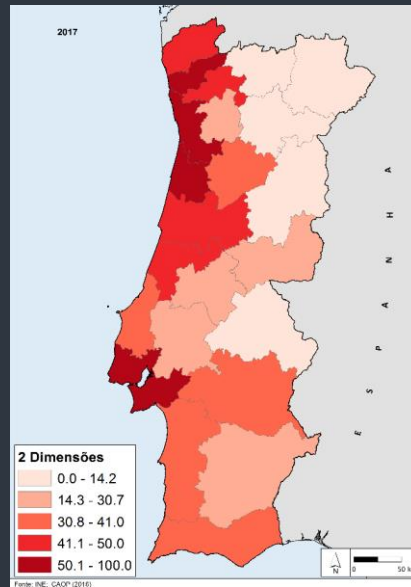 2017
ESPANHA
2 Dimensões
0.0 - 14.2
14.3 - 30.7
30.8 - 41.0
41.1 - 50.0
50.1 - 100.0
N
0 50 k
Fonte: INE; CAOP (2016)